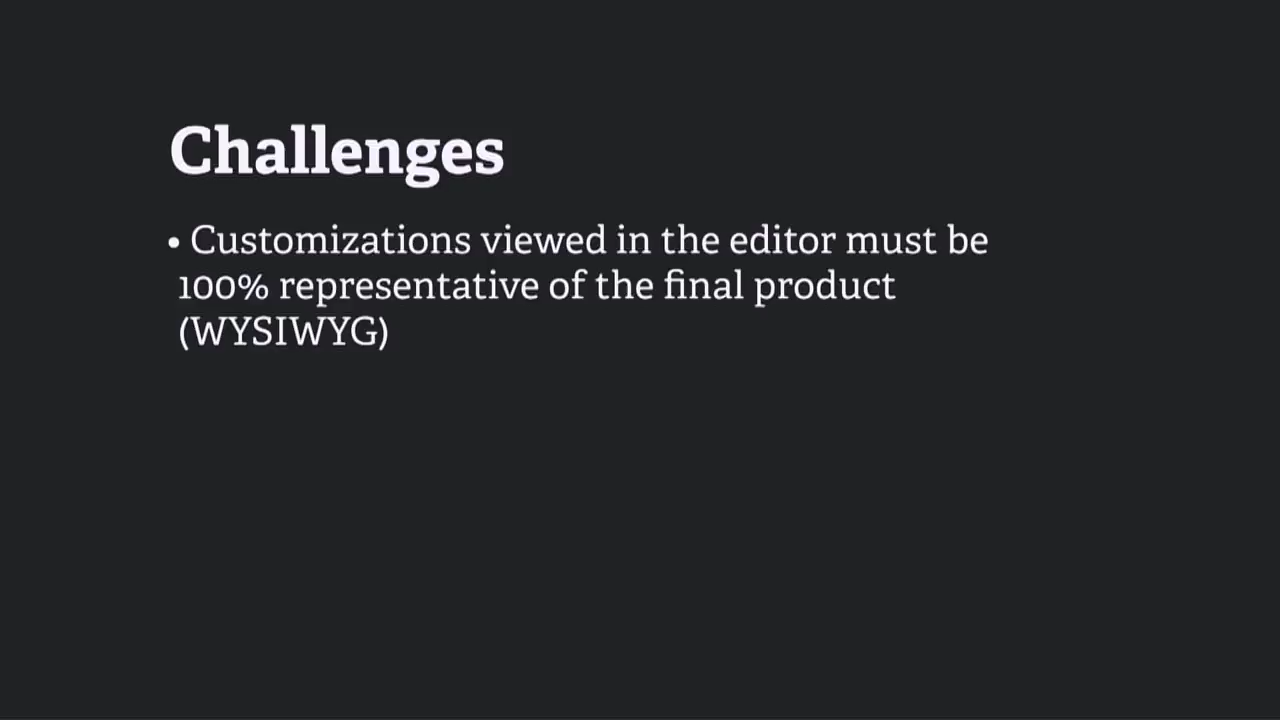 Challenges
• Customizations viewed in the editor must be
100% representative of the final product
(WYSIWYG)